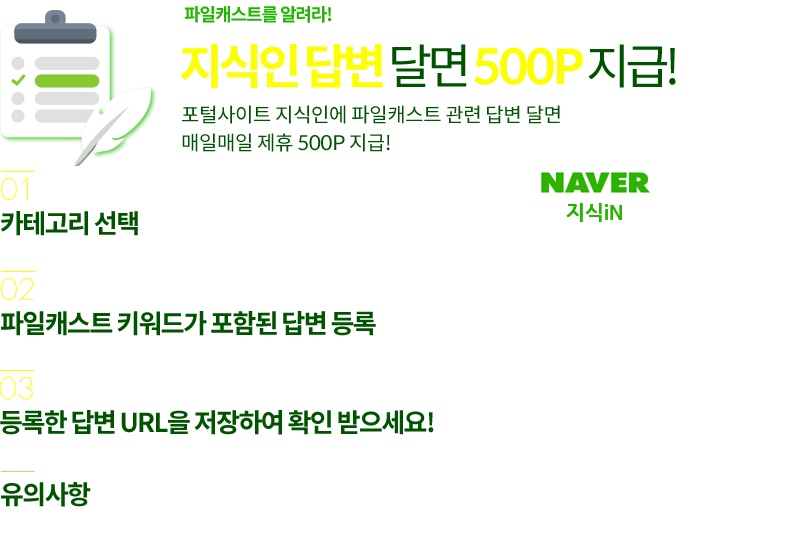 파일캐스트를 알려라!
지식인 답변 달면 500P 지급!
포털사이트 지식인에 파일캐스트 관련 답변 달면
매일매일 제휴 500P 지급!
NAVER
지식iN
01
카테고리 선택
02
파일캐스트 키워드가 포함된 답변 등록
03
등록한 답변 URL을 저장하여 확인 받으세요!
유의사항